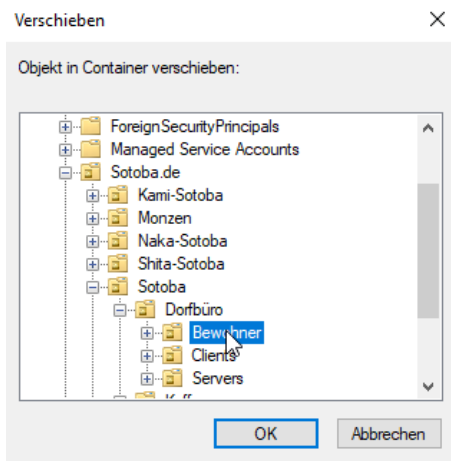 Verschieben
Objekt in Container verschieben:
ForeignSecurityPrincipals
Managed Service Accounts
Sotoba.de
Kami-Sotoba
Monzen
Naka-Sotoba
Shita-Sotoba
Sotoba
Dorfbüro
Bewohner
Clients
Servers
OK
Abbrechen